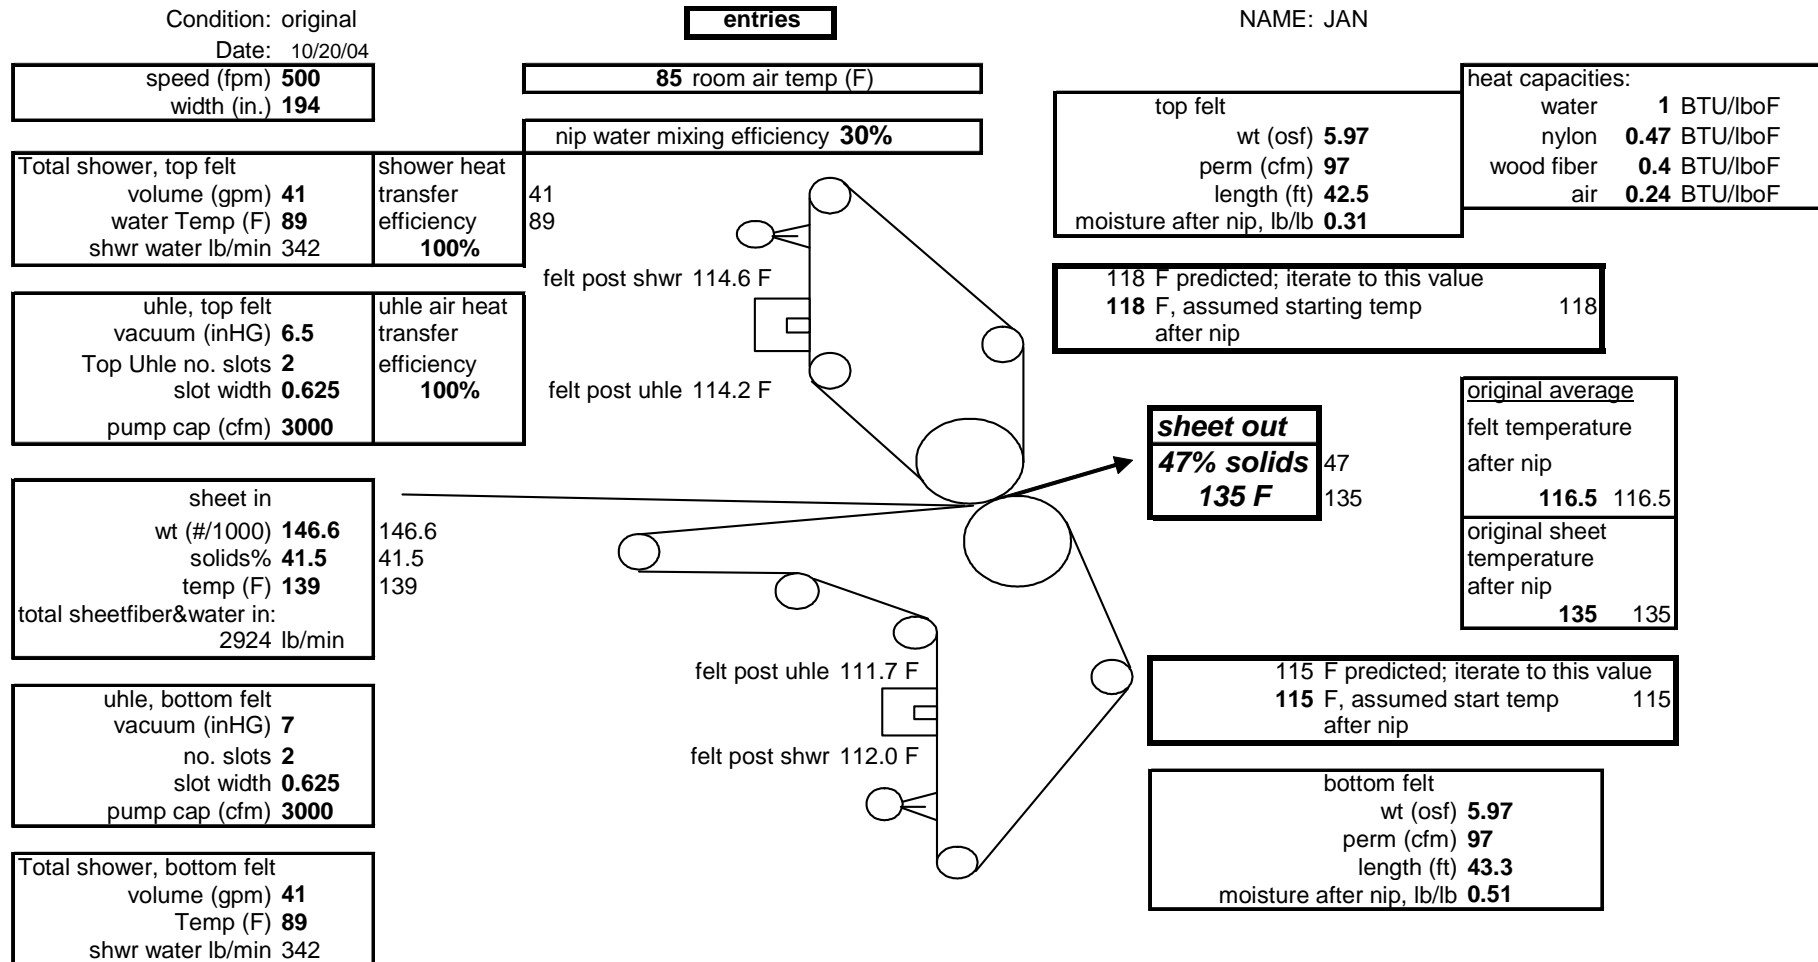 Condition: original
entries
NAME: JAN
Date: 10/20/04
speed (fpm) 500
width (in.) 194
85 room air temp (F)
nip water mixing efficiency 30%
top felt
wt (osf) 5.97
perm (cfm) 97
length (ft) 42.5
moisture after nip, lb/lb 0.31
heat capacities:
water 1 BTU/lboF
nylon 0.47 BTU/lboF
wood fiber 0.4 BTU/lboF
air 0.24 BTU/lboF
Total shower, top felt
volume (gpm) 41
water Temp (F) 89
shwr water lb/min 342
shower heat
transfer
efficiency
100%
41
89
felt post shwr 114.6 F
118 F predicted; iterate to this value
118 F, assumed starting temp 118
after nip
uhle, top felt
vacuum (inHG) 6.5
Top Uhle no. slots 2
slot width 0.625
pump cap (cfm) 3000
uhle air heat
transfer
efficiency
100%
felt post uhle 114.2 F
sheet out
47% solids 47
135 F 135
original average
felt temperature
after nip
116.5 116.5
original sheet
temperature
after nip
135 135
sheet in
wt (#/1000) 146.6 146.6
solids% 41.5 41.5
temp (F) 139 139
total sheetfiber&water in:
2924 lb/min
felt post uhle 111.7 F
115 F predicted; iterate to this value
115 F, assumed start temp 115
after nip
uhle, bottom felt
vacuum (inHG) 7
no. slots 2
slot width 0.625
pump cap (cfm) 3000
felt post shwr 112.0 F
bottom felt
wt (osf) 5.97
perm (cfm) 97
length (ft) 43.3
moisture after nip, lb/lb 0.51
Total shower, bottom felt
volume (gpm) 41
Temp (F) 89
shwr water lb/min 342